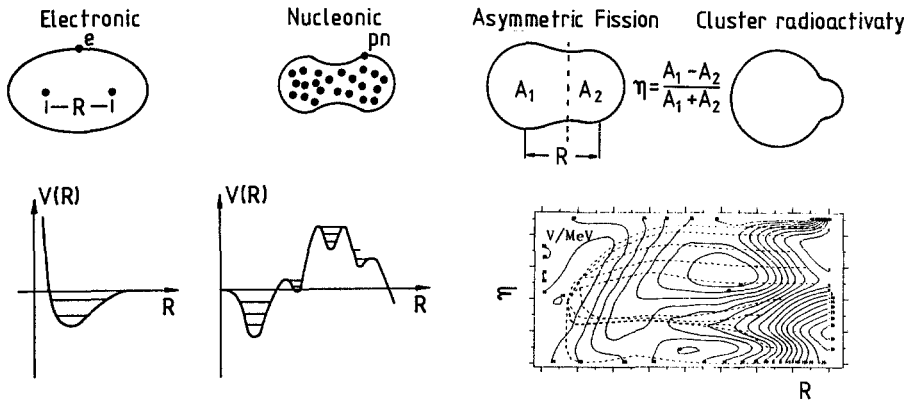 Electronic
e
R
Nucleonic
pn
Asymmetric Fission
A₁
A₂
R
η = A₁ - A₂ / A₁ + A₂
Cluster radioactivaty
V(R)
R
V(R)
R
V/MeV
η
R